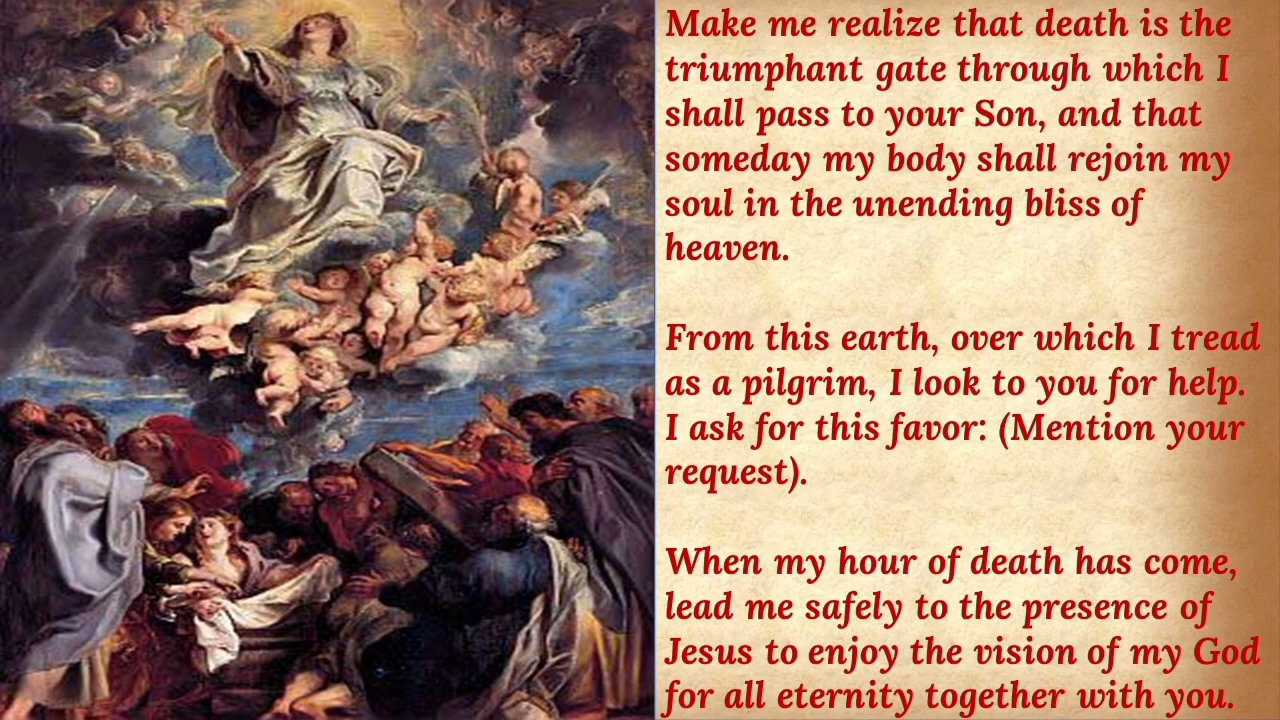 Make me realize that death is the
triumphant gate through which I
shall pass to your Son, and that
someday my body shall rejoin my
soul in the unending bliss of
heaven.
From this earth, over which I tread
as a pilgrim, I look to you for help.
I ask for this favor: (Mention your
request).
When my hour of death has come,
lead me safely to the presence of
Jesus to enjoy the vision of my God
for all eternity together with you.